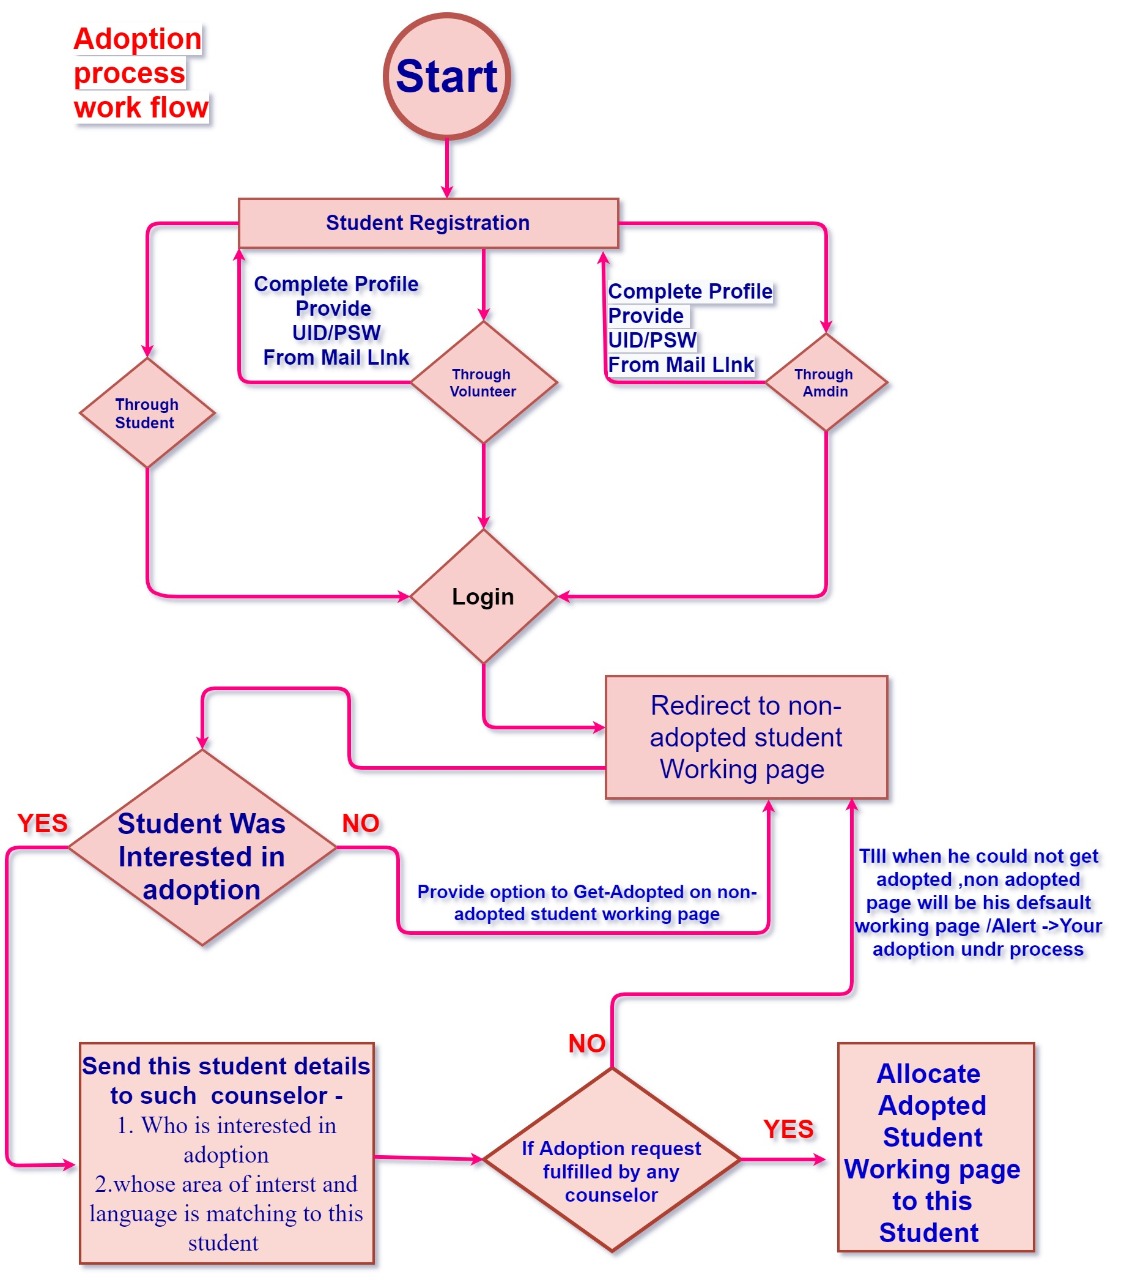 Adoption
process
work flow
Start
Student Registration
Complete Profile
Provide
UID/PSW
From Mail LInk
Complete Profile
Provide
UID/PSW
From Mail LInk
Through
Student
Through
Volunteer
Through
Amdin
Login
Redirect to non-
adopted student
Working page
YES
Student Was
Interested in
adoption
NO
Provide option to Get-Adopted on non-
adopted student working page
TIII when he could not get
adopted ,non adopted
page will be his defsault
working page /Alert ->Your
adoption undr process
Send this student details
to such counselor -
1. Who is interested in
adoption
2.whose area of interst and
language is matching to this
student
NO
If Adoption request
fulfilled by any
counselor
YES
Allocate
Adopted
Student
Working page
to this
Student